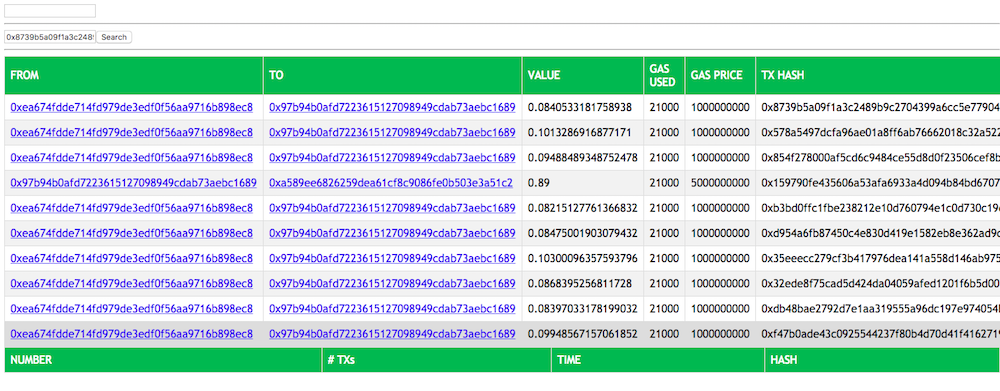 0x8739b5a09f1a3c248 Search
FROM TO VALUE GAS USED GAS PRICE TX HASH
0xea674fdde714fd979de3edf0f56aa9716b898ec8 0x97b94b0afd7223615127098949cdab73aebc1689 0.0840533181758938 21000 1000000000 0x8739b5a09f1a3c2489b9c2704399a6cc5e77904
0xea674fdde714fd979de3edf0f56aa9716b898ec8 0x97b94b0afd7223615127098949cdab73aebc1689 0.1013286916877171 21000 1000000000 0x578a5497dcfa96ae01a8ff6ab76662018c32a522
0xea674fdde714fd979de3edf0f56aa9716b898ec8 0x97b94b0afd7223615127098949cdab73aebc1689 0.09488489348752478 21000 1000000000 0x854f278000af5cd6c9484ce55d8d0f23506cef8b
0x97b94b0afd7223615127098949cdab73aebc1689 0xa589ee6826259dea61cf8c9086fe0b503e3a51c2 0.89 21000 5000000000 0x159790fe435606a53afa6933a4d094b84bd6707
0xea674fdde714fd979de3edf0f56aa9716b898ec8 0x97b94b0afd7223615127098949cdab73aebc1689 0.08215127761366832 21000 1000000000 0xb3bd0ffc1fbe238212e10d760794e1c0d730c19
0xea674fdde714fd979de3edf0f56aa9716b898ec8 0x97b94b0afd7223615127098949cdab73aebc1689 0.08475001903079432 21000 1000000000 0xd954a6fb87450c4e830d419e1582eb8e362ad9
0xea674fdde714fd979de3edf0f56aa9716b898ec8 0x97b94b0afd7223615127098949cdab73aebc1689 0.10300096357593796 21000 1000000000 0x35eeecc279cf3b417976dea141a558d146ab975
0xea674fdde714fd979de3edf0f56aa9716b898ec8 0x97b94b0afd7223615127098949cdab73aebc1689 0.0868395256811728 21000 1000000000 0x32ede8f75cad5d424da04059afed1201f6b5d00
0xea674fdde714fd979de3edf0f56aa9716b898ec8 0x97b94b0afd7223615127098949cdab73aebc1689 0.08397033178199032 21000 1000000000 0xdb48bae2792d7e1aa319555a96dc197e974054
0xea674fdde714fd979de3edf0f56aa9716b898ec8 0x97b94b0afd7223615127098949cdab73aebc1689 0.09948567157061852 21000 1000000000 0xf47b0ade43c0925544237f80b4d70d41f4162719
NUMBER # TXs TIME HASH